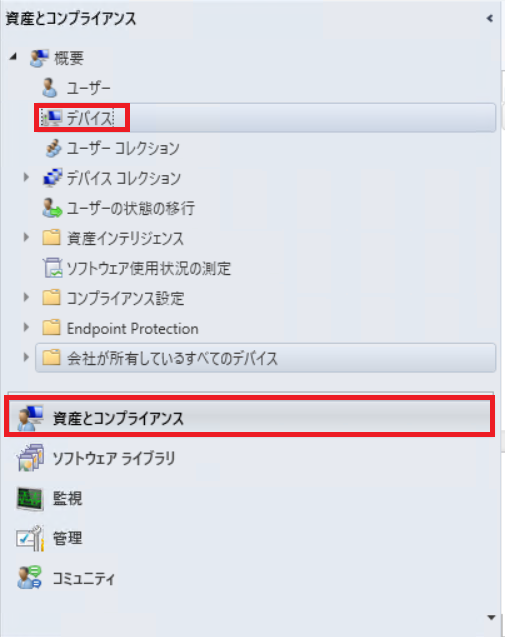 資産とコンプライアンス
概要
ユーザー
デバイス
ユーザー コレクション
デバイス コレクション
ユーザーの状態の移行
資産インテリジェンス
ソフトウェア使用状況の測定
コンプライアンス設定
Endpoint Protection
会社が所有しているすべてのデバイス
資産とコンプライアンス
ソフトウェア ライブラリ
監視
管理
コミュニティ